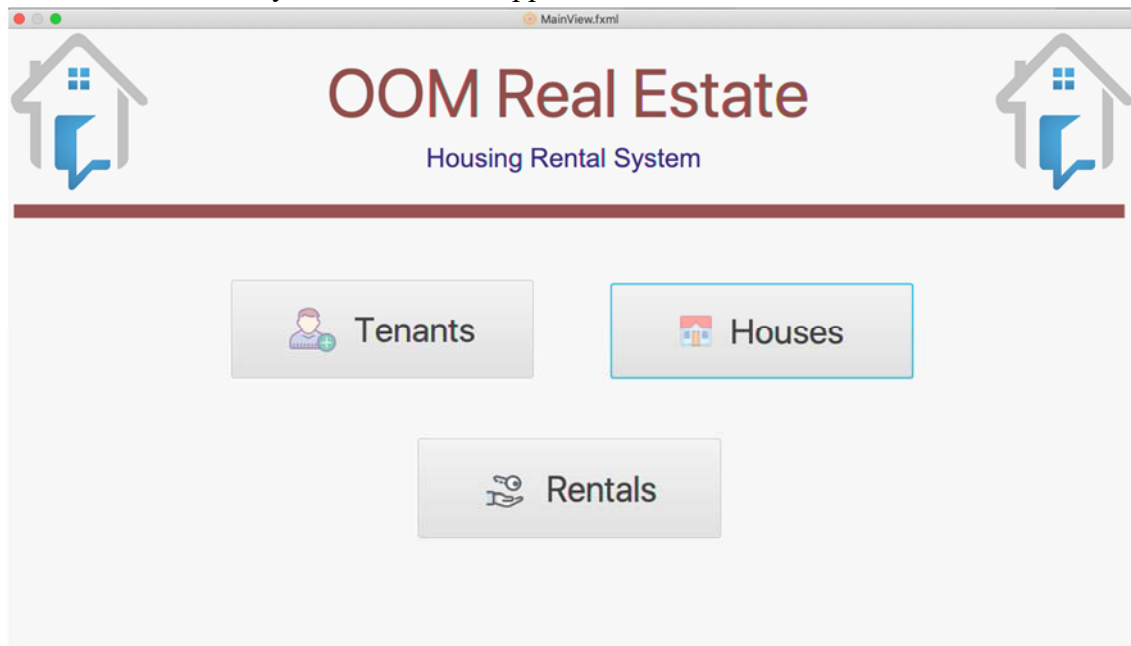 MainView.fxml
OOM Real Estate
Housing Rental System
Tenants
Houses
Rentals